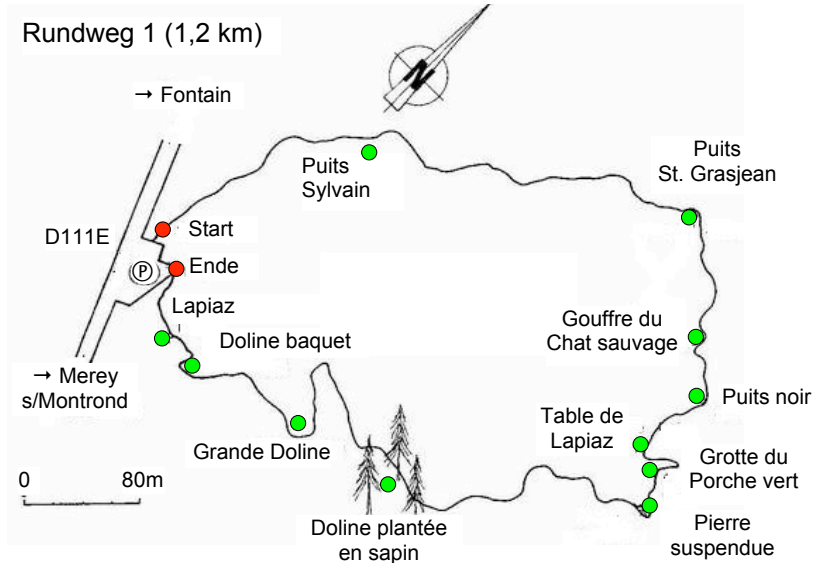 Rundweg 1 (1,2 km)
N
→ Fontain
Puits
Sylvain
Puits
St. Grasjean
D111E
Start
P
Ende
Lapiaz
Doline baquet
Gouffre du
Chat sauvage
→ Merey
s/Montrond
Puits noir
Table de
Lapiaz
Grande Doline
Grotte du
Porche vert
0 80m
Doline plantée
en sapin
Pierre
suspendue